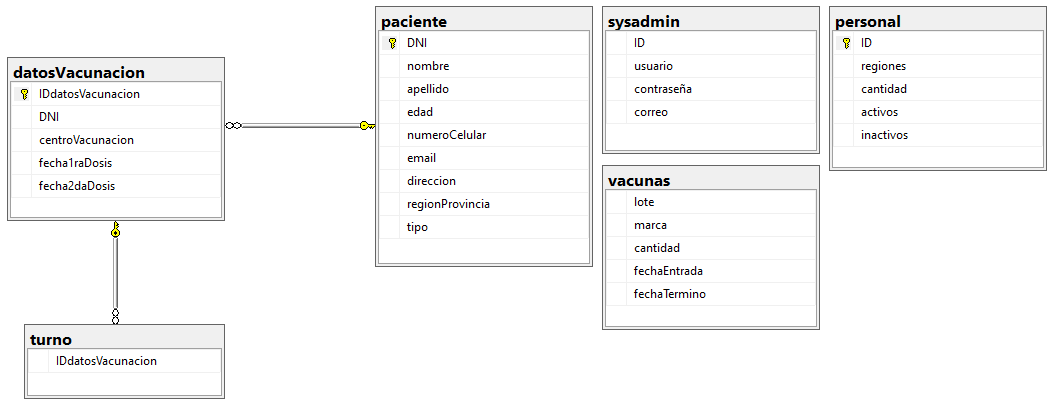 datosVacunacion
IDdatosVacunacion
DNI
centroVacunacion
fecha1raDosis
fecha2daDosis
turno
IDdatosVacunacion
paciente
DNI
nombre
apellido
edad
numeroCelular
email
direccion
regionProvincia
tipo
sysadmin
ID
usuario
contraseña
correo
vacunas
lote
marca
cantidad
fechaEntrada
fechaTermino
personal
ID
regiones
cantidad
activos
inactivos